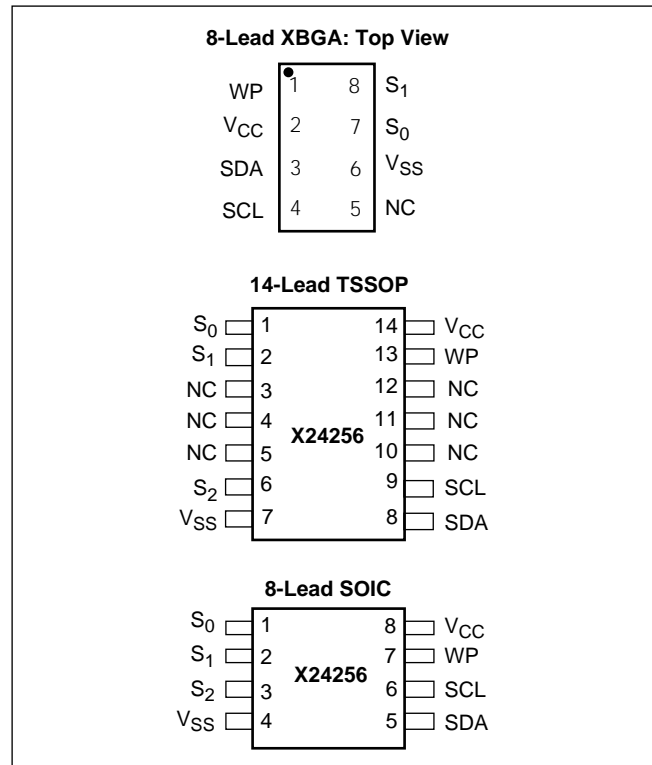 8-Lead XBGA: Top View
WP 1 8 S1
VCC 2 7 S0
SDA 3 6 VSS
SCL 4 5 NC
14-Lead TSSOP
S0 1 14 VCC
S1 2 13 WP
NC 3 12 NC
NC 4 11 NC
X24256
NC 5 10 NC
S2 6 9 SCL
VSS 7 8 SDA
8-Lead SOIC
S0 1 8 VCC
S1 2 7 WP
X24256
S2 3 6 SCL
VSS 4 5 SDA